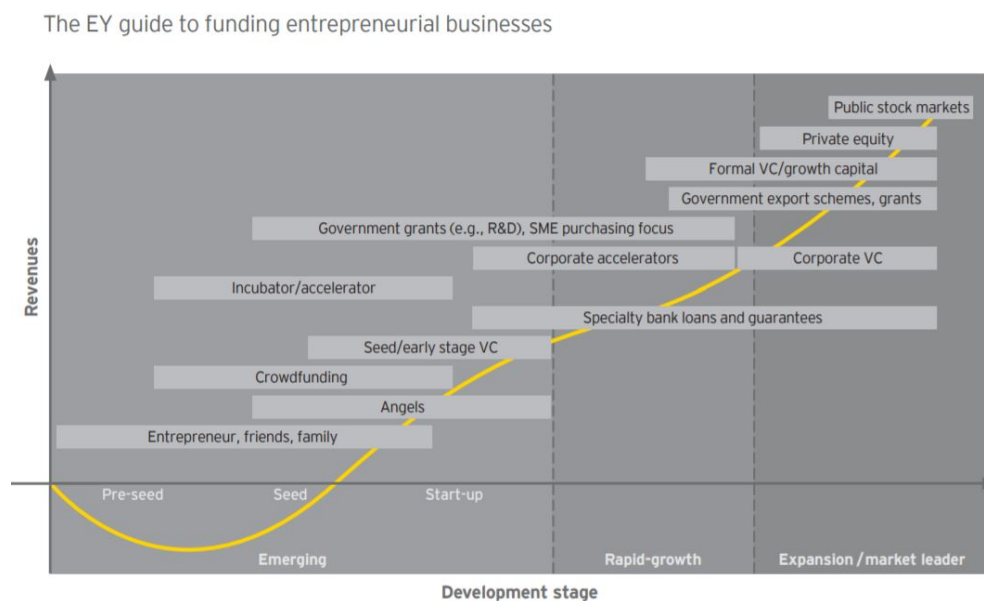 The EY guide to funding entrepreneurial businesses
Public stock markets
Private equity
Formal VC/growth capital
Government export schemes, grants
Government grants (e.g., R&D), SME purchasing focus
Corporate accelerators
Corporate VC
Incubator/accelerator
Specialty bank loans and guarantees
Seed/early stage VC
Crowdfunding
Angels
Entrepreneur, friends, family
Revenues
Pre-seed
Seed
Start-up
Emerging
Rapid-growth
Expansion/market leader
Development stage